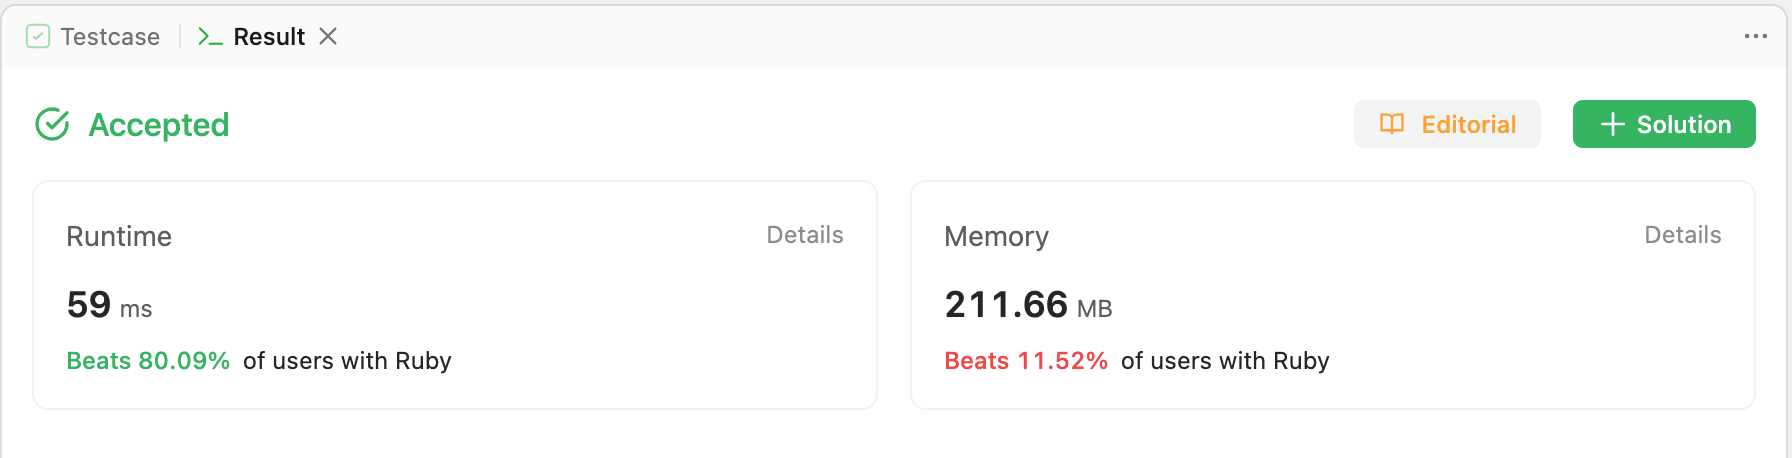 Testcase
Result
Accepted
Editorial
Solution
Runtime
Details
59 ms
Beats 80.09% of users with Ruby
Memory
Details
211.66 MB
Beats 11.52% of users with Ruby